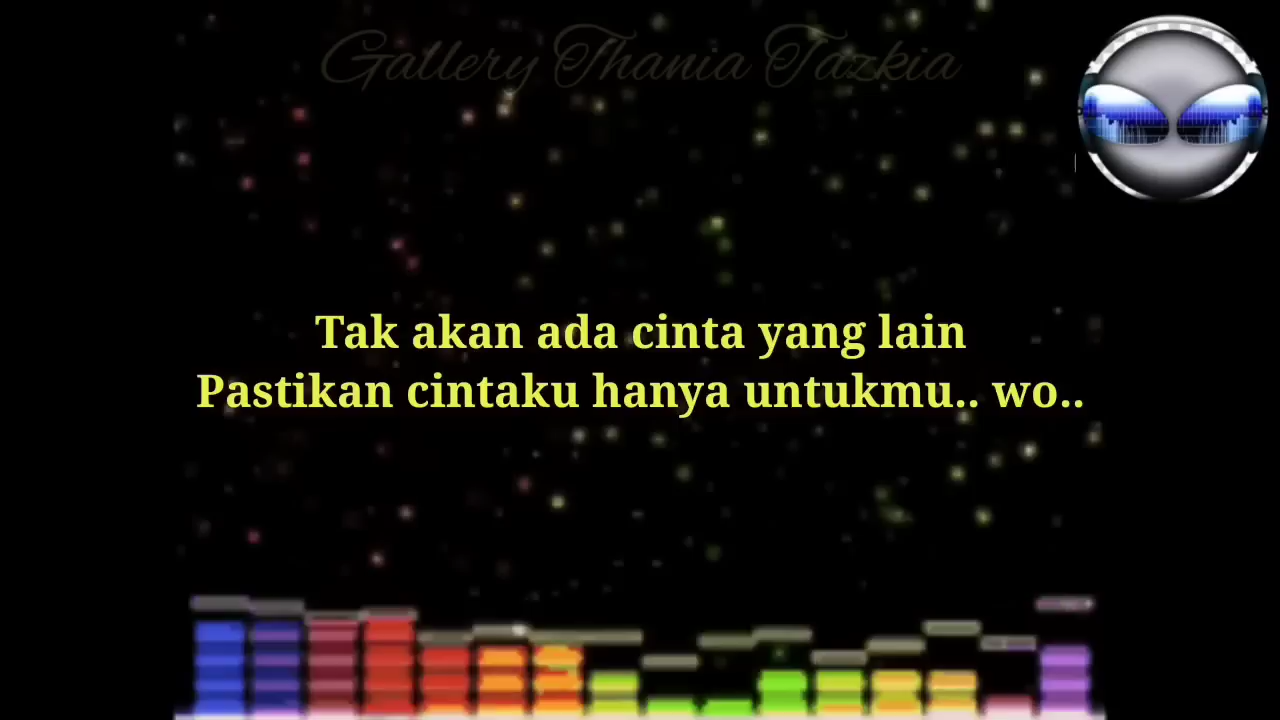 Gallery Thania Tazkia
Tak akan ada cinta yang lain
Pastikan cintaku hanya untukmu.. wo..